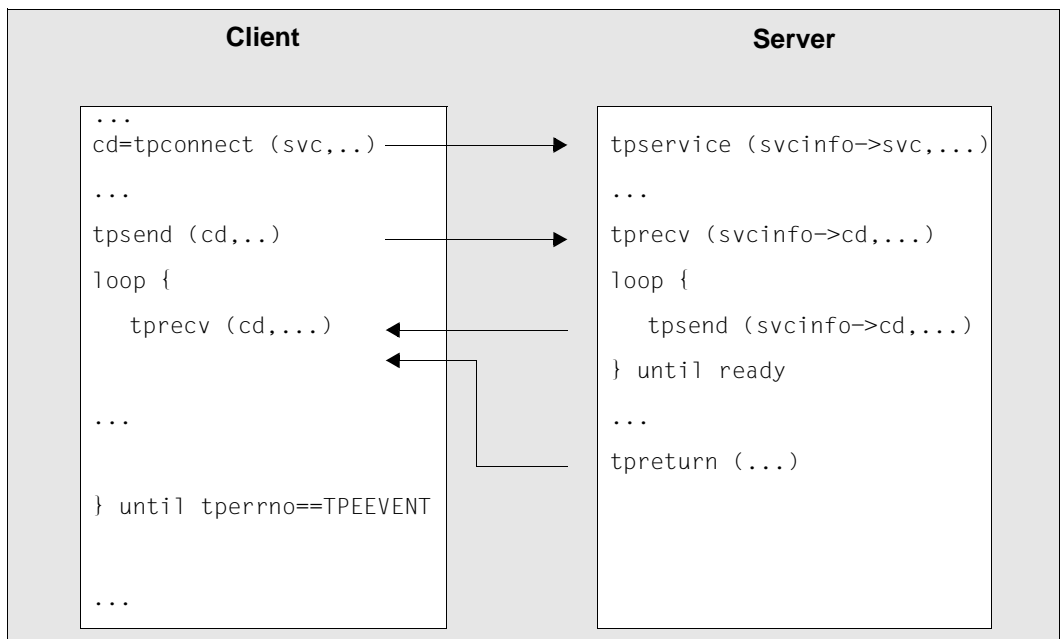 Client
...
cd=tpconnect (svc,..)
...
tpsend (cd,..)
loop {
tprecv (cd,...)
...
} until tperrno==TPEEVENT
...
Server
tpservice (svcinfo->svc,...)
...
tprecv (svcinfo->cd,...)
loop {
tpsend (svcinfo->cd,...)
} until ready
...
tpreturn (...)